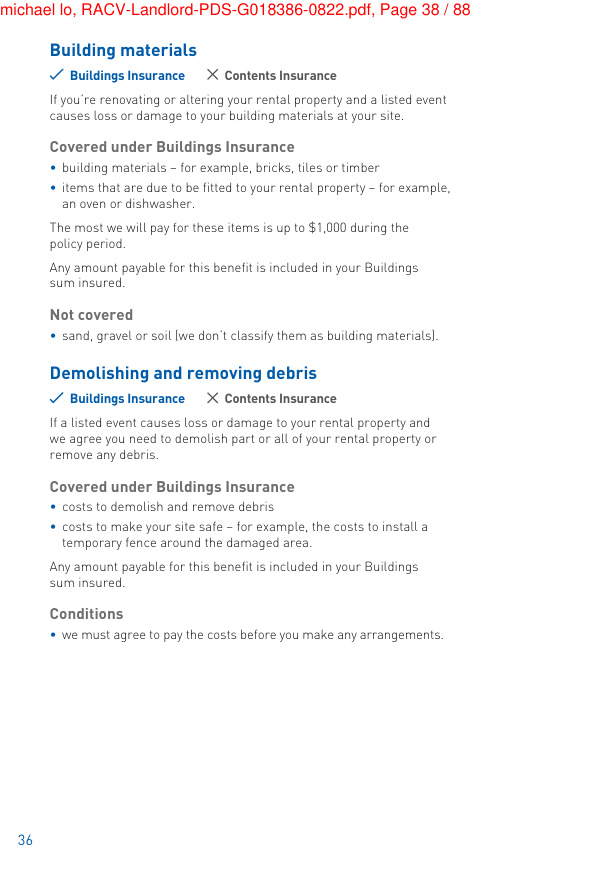 michael lo, RACV-Landlord-PDS-G018386-0822.pdf, Page 38 / 88
Building materials
✓ Buildings Insurance ✕ Contents Insurance
If you're renovating or altering your rental property and a listed event
causes loss or damage to your building materials at your site.
Covered under Buildings Insurance
• building materials – for example, bricks, tiles or timber
• items that are due to be fitted to your rental property – for example,
an oven or dishwasher.
The most we will pay for these items is up to $1,000 during the
policy period.
Any amount payable for this benefit is included in your Buildings
sum insured.
Not covered
• sand, gravel or soil (we don't classify them as building materials).
Demolishing and removing debris
✓ Buildings Insurance ✕ Contents Insurance
If a listed event causes loss or damage to your rental property and
we agree you need to demolish part or all of your rental property or
remove any debris.
Covered under Buildings Insurance
• costs to demolish and remove debris
• costs to make your site safe – for example, the costs to install a
temporary fence around the damaged area.
Any amount payable for this benefit is included in your Buildings
sum insured.
Conditions
• we must agree to pay the costs before you make any arrangements.
36